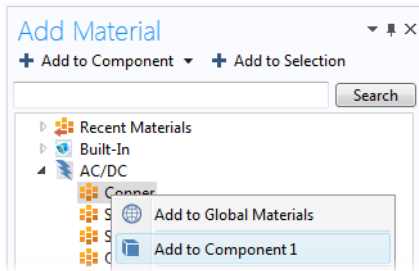 Add Material
Add to Component
Add to Selection
Search
Recent Materials
Built-In
AC/DC
Copper
S
Add to Global Materials
S
Add to Component 1